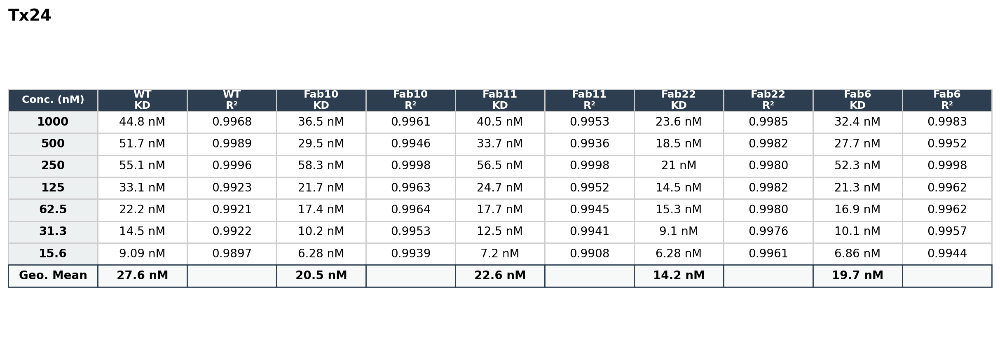 Tx24
Conc. (nM) WT KD WT R² Fab10 KD Fab10 R² Fab11 KD Fab11 R² Fab22 KD Fab22 R² Fab6 KD Fab6 R²
1000 44.8 nM 0.9968 36.5 nM 0.9961 40.5 nM 0.9953 23.6 nM 0.9985 32.4 nM 0.9983
500 51.7 nM 0.9989 29.5 nM 0.9946 33.7 nM 0.9936 18.5 nM 0.9982 27.7 nM 0.9952
250 55.1 nM 0.9996 58.3 nM 0.9998 56.5 nM 0.9998 21 nM 0.9980 52.3 nM 0.9998
125 33.1 nM 0.9923 21.7 nM 0.9963 24.7 nM 0.9952 14.5 nM 0.9982 21.3 nM 0.9962
62.5 22.2 nM 0.9921 17.4 nM 0.9964 17.7 nM 0.9945 15.3 nM 0.9980 16.9 nM 0.9962
31.3 14.5 nM 0.9922 10.2 nM 0.9953 12.5 nM 0.9941 9.1 nM 0.9976 10.1 nM 0.9957
15.6 9.09 nM 0.9897 6.28 nM 0.9939 7.2 nM 0.9908 6.28 nM 0.9961 6.86 nM 0.9944
Geo. Mean 27.6 nM 20.5 nM 22.6 nM 14.2 nM 19.7 nM